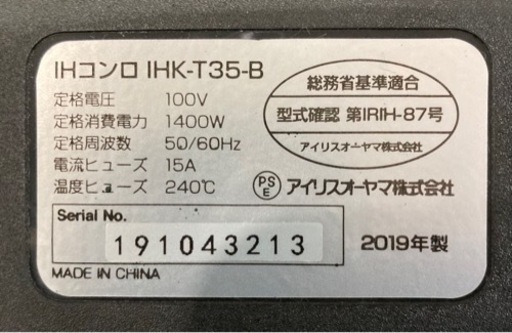 IHコンロ IHK-T35-B
定格電圧 100V
定格消費電力 1400W
定格周波数 50/60Hz
電流ヒューズ 15A
温度ヒューズ 240℃
総務省基準適合
型式確認 第IRIH-87号
アイリスオーヤマ株式会社
PS
E
アイリスオーヤマ株式会社
Serial No.
191043213
2019年製
MADE IN CHINA